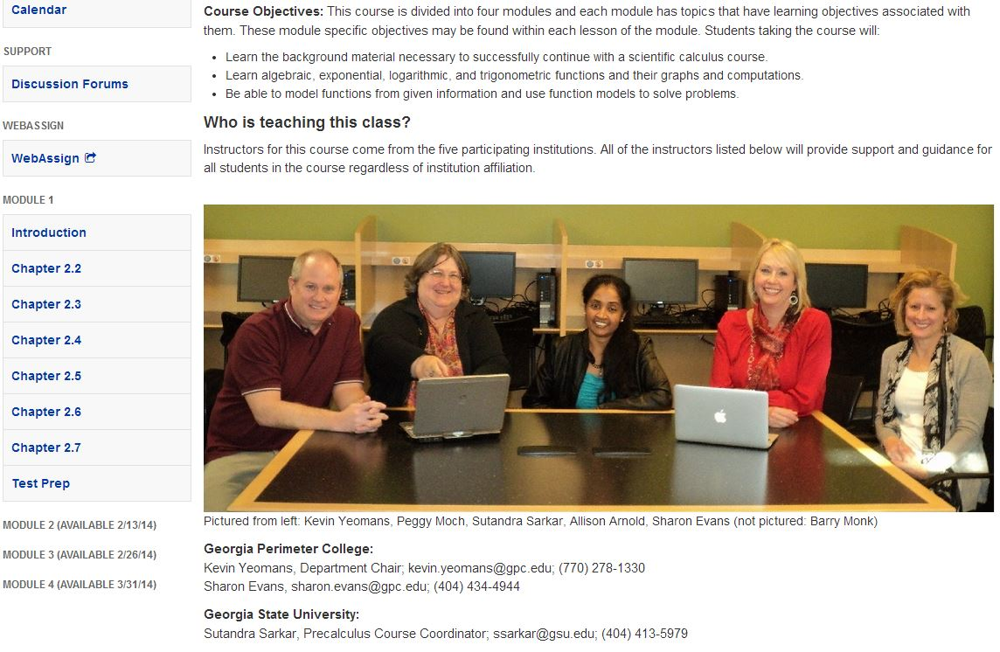 Calendar
SUPPORT
Discussion Forums
WEBASSIGN
WebAssign
MODULE 1
Introduction
Chapter 2.2
Chapter 2.3
Chapter 2.4
Chapter 2.5
Chapter 2.6
Chapter 2.7
Test Prep
MODULE 2 (AVAILABLE 2/13/14)
MODULE 3 (AVAILABLE 2/26/14)
MODULE 4 (AVAILABLE 3/31/14)
Course Objectives: This course is divided into four modules and each module has topics that have learning objectives associated with
them. These module specific objectives may be found within each lesson of the module. Students taking the course will:
• Learn the background material necessary to successfully continue with a scientific calculus course.
• Learn algebraic, exponential, logarithmic, and trigonometric functions and their graphs and computations.
• Be able to model functions from given information and use function models to solve problems.
Who is teaching this class?
Instructors for this course come from the five participating institutions. All of the instructors listed below will provide support and guidance for
all students in the course regardless of institution affiliation.
Pictured from left: Kevin Yeomans, Peggy Moch, Sutandra Sarkar, Allison Arnold, Sharon Evans (not pictured: Barry Monk)
Georgia Perimeter College:
Kevin Yeomans, Department Chair; kevin.yeomans@gpc.edu; (770) 278-1330
Sharon Evans, sharon.evans@gpc.edu; (404) 434-4944
Georgia State University:
Sutandra Sarkar, Precalculus Course Coordinator; ssarkar@gsu.edu; (404) 413-5979